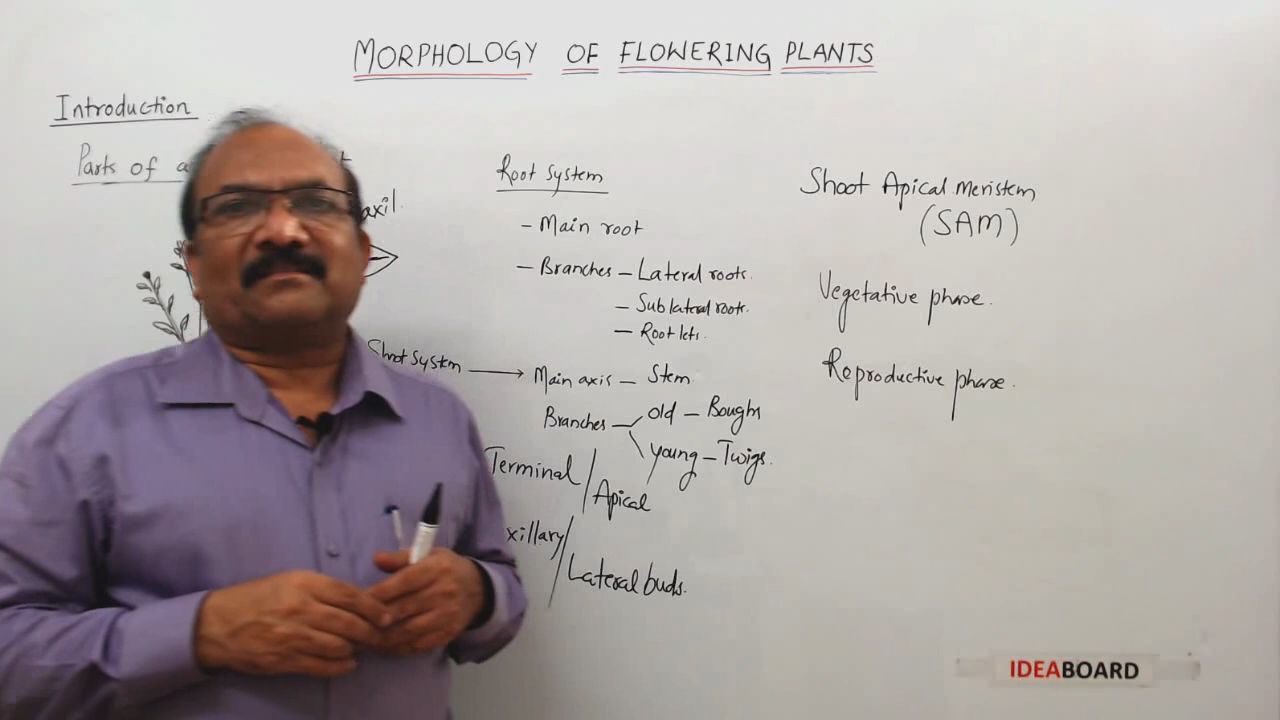 MORPHOLOGY OF FLOWERING PLANTS
Introduction
Parts of a
axil.
Root System
- Main root
- Branches - Lateral roots.
- Sublateral roots.
- Root lets.
Shoot System → Main axis - Stem
Branches - Old - Boughs
Young - Twigs.
Terminal / Apical
xillary / Lateral buds.
Shoot Apical Meristem
(SAM)
Vegetative phase.
Reproductive phase.
IDEABOARD